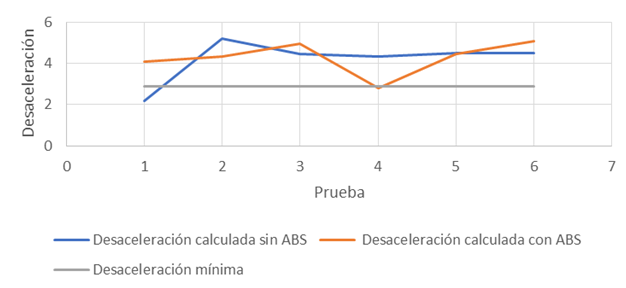 6
4
2
0
Desaceleración
0 1 2 3 4 5 6 7
Prueba
Desaceleración calculada sin ABS Desaceleración calculada con ABS
Desaceleración mínima